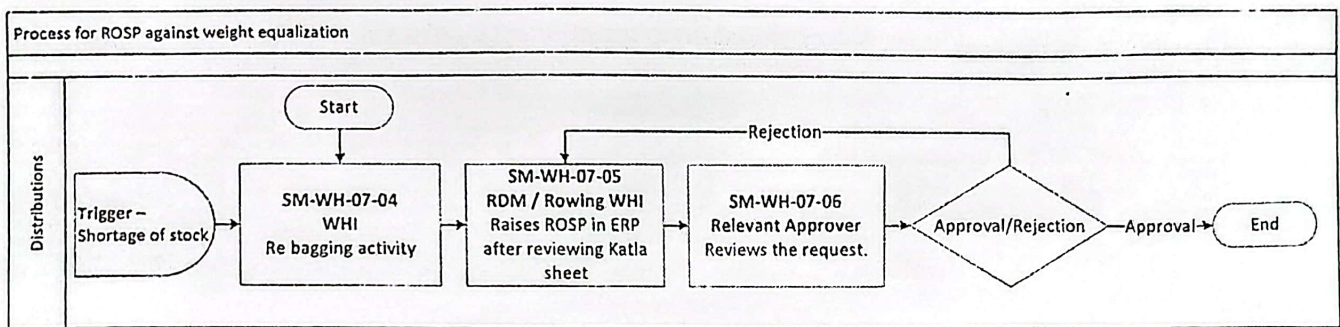 Process for ROSP against weight equalization
Distributions
Start
Trigger –
Shortage of stock
SM-WH-07-04
WHI
Re bagging activity
SM-WH-07-05
RDM / Rowing WHI
Raises ROSP in ERP
after reviewing Katla
sheet
SM-WH-07-06
Relevant Approver
Reviews the request.
Rejection
Approval/Rejection
Approval
End